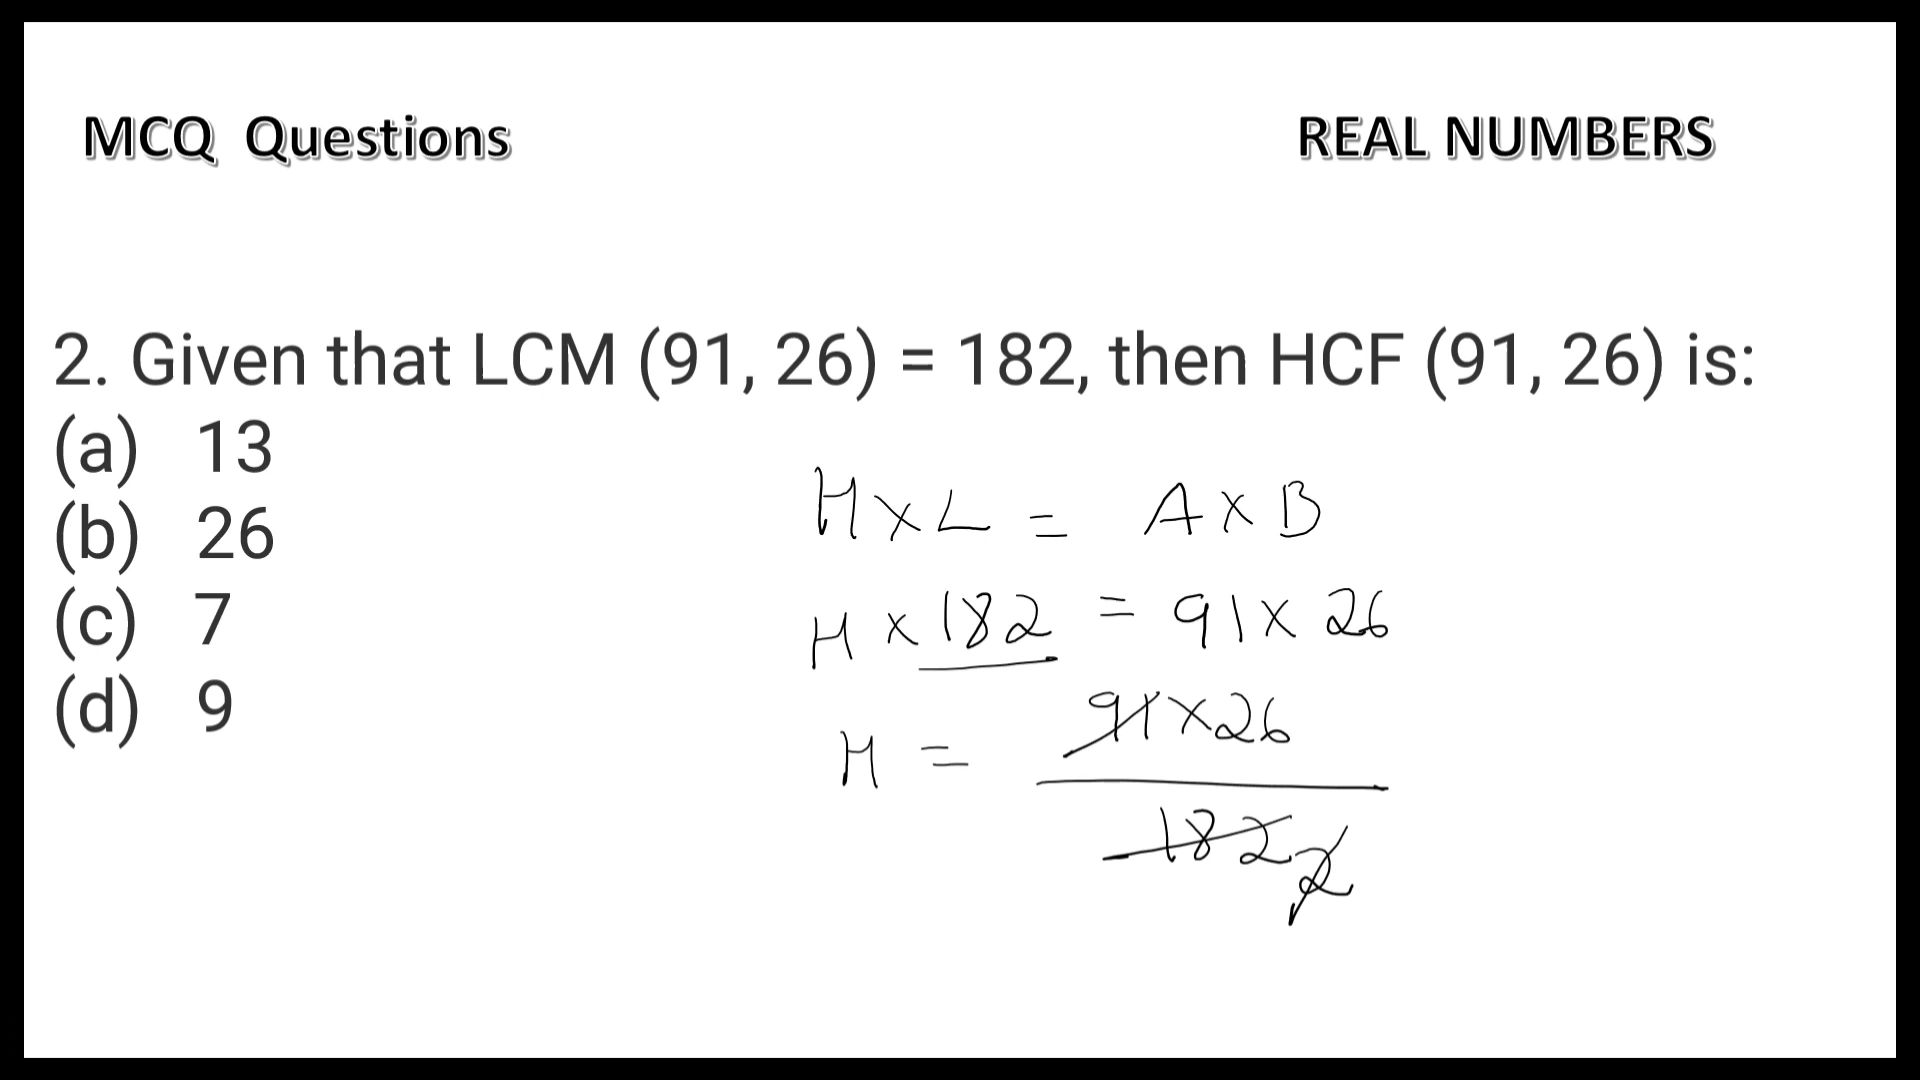 MCQ Questions REAL NUMBERS
2. Given that LCM (91, 26) = 182, then HCF (91, 26) is:
(a) 13
(b) 26
(c) 7
(d) 9
H × L = A × B
H × 182 = 91 × 26
H = 91 × 26
182 2